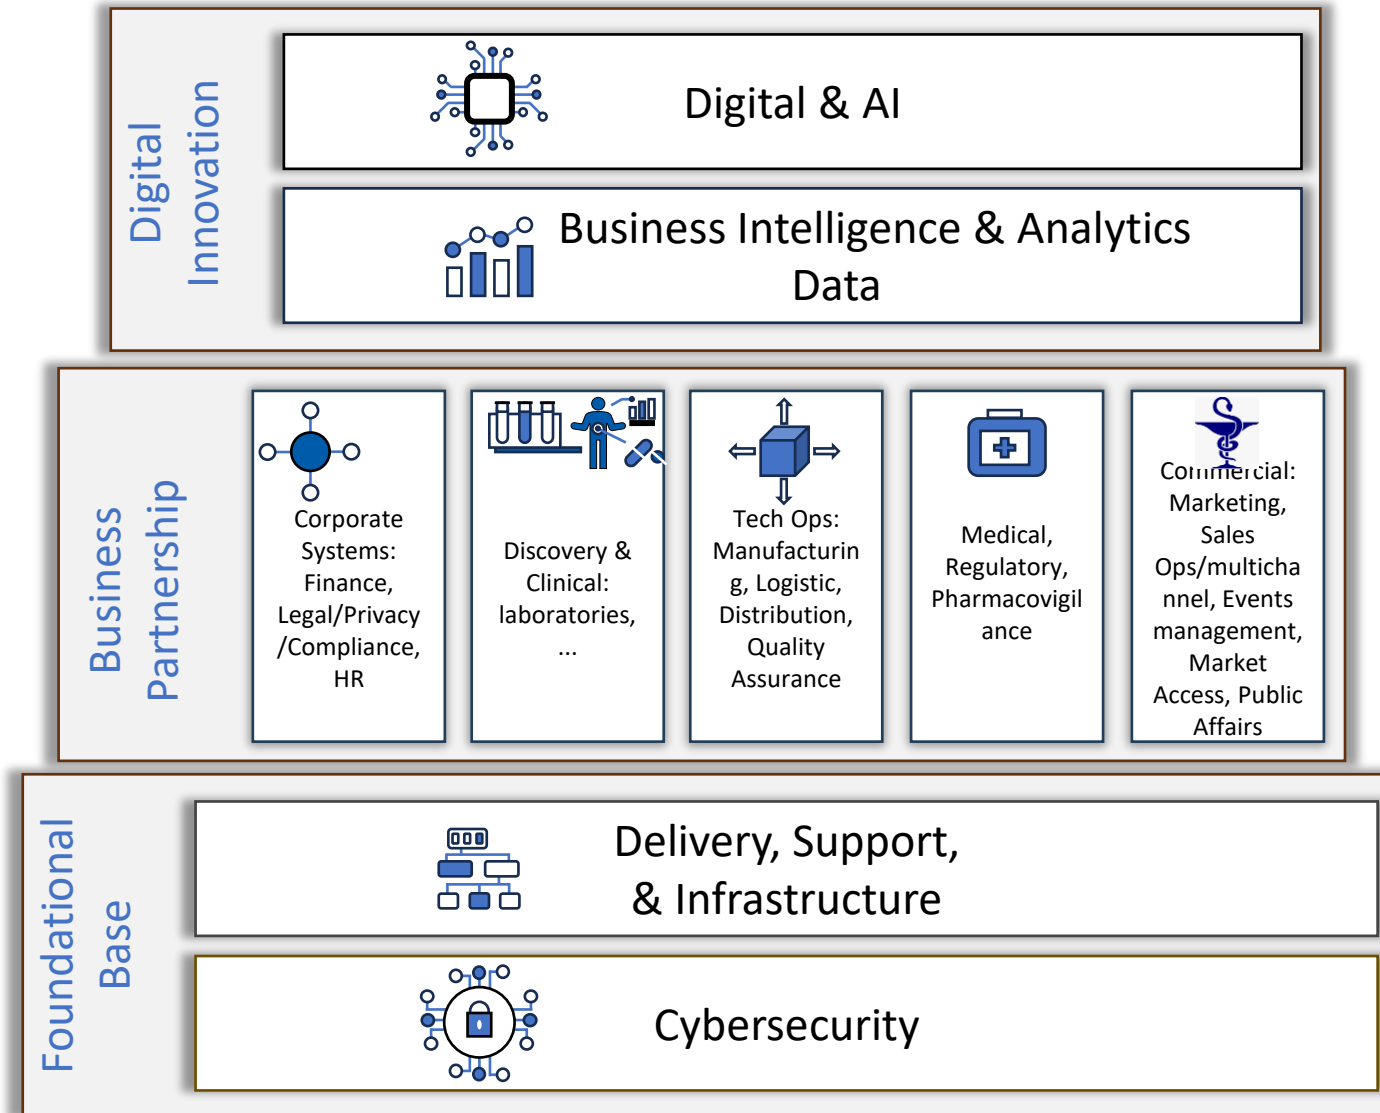 Digital
Innovation
Digital & AI
Business Intelligence & Analytics
Data
Business
Partnership
Corporate
Systems:
Finance,
Legal/Privacy
/Compliance,
HR
Discovery &
Clinical:
laboratories,
...
Tech Ops:
Manufacturin
g, Logistic,
Distribution,
Quality
Assurance
Medical,
Regulatory,
Pharmacovigil
ance
Commercial:
Marketing,
Sales
Ops/multicha
nnel, Events
management,
Market
Access, Public
Affairs
Foundational
Base
Delivery, Support,
& Infrastructure
Cybersecurity